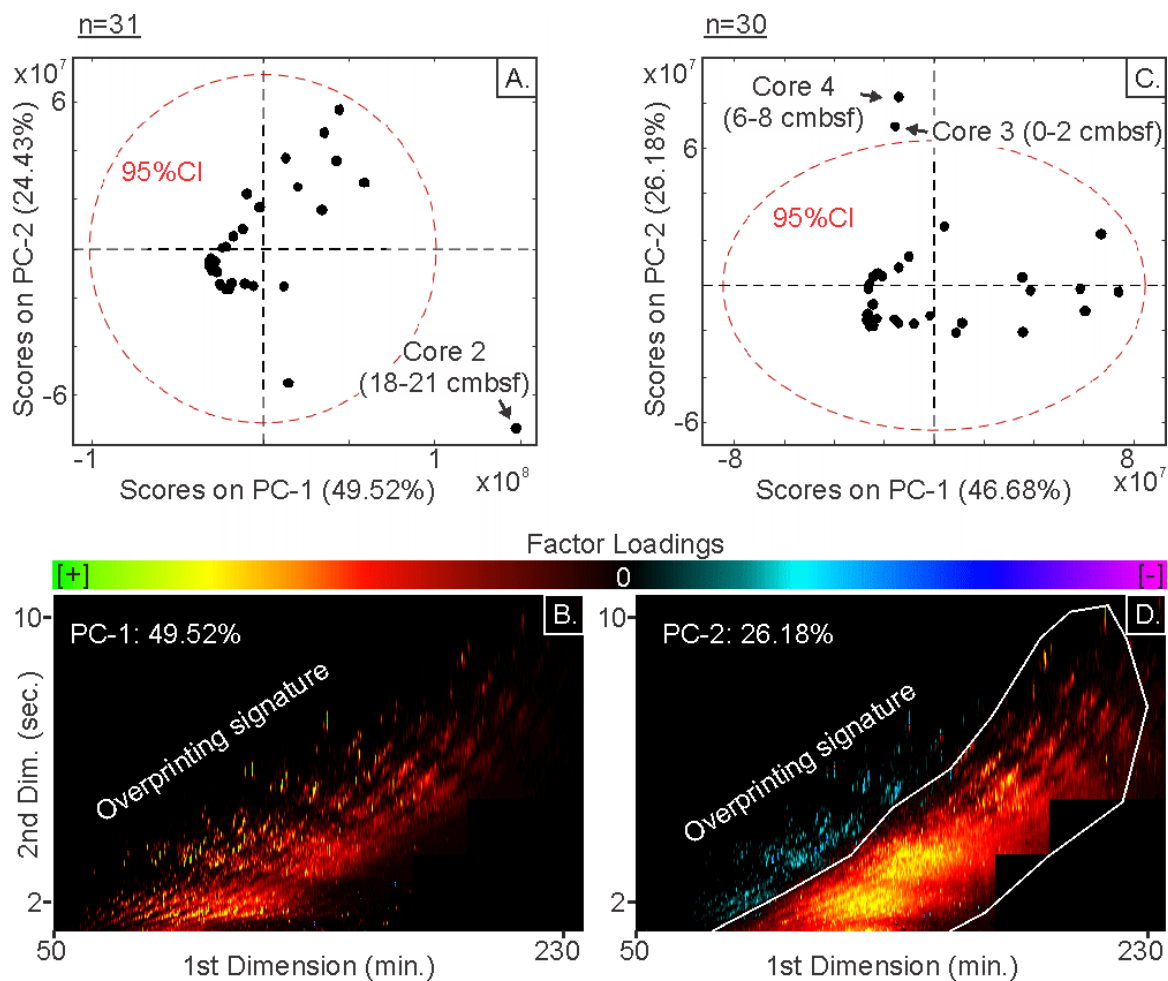 n=31
x10⁷
A.
6
95%CI
-6
Core 2
(18-21 cmbsf)
Scores on PC-2 (24.43%)
-1
1
x10⁸
Scores on PC-1 (49.52%)
n=30
x10⁷
C.
Core 4
(6-8 cmbsf)
Core 3 (0-2 cmbsf)
6
95%CI
-6
Scores on PC-2 (26.18%)
-8
8
x10⁷
Scores on PC-1 (46.68%)
Factor Loadings
[+]
0
[-]
10
PC-1: 49.52%
B.
Overprinting signature
2nd Dim. (sec.)
2
50
230
1st Dimension (min.)
10
PC-2: 26.18%
D.
Overprinting signature
2
50
230
1st Dimension (min.)